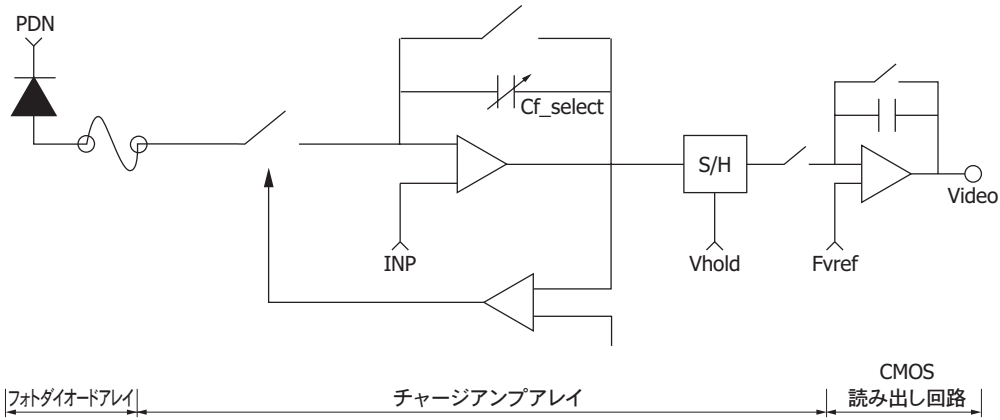 PDN
Cf_select
S/H
Video
INP
Vhold
Fvref
CMOS
フォトダイオードアレイ
チャージアンプアレイ
読み出し回路